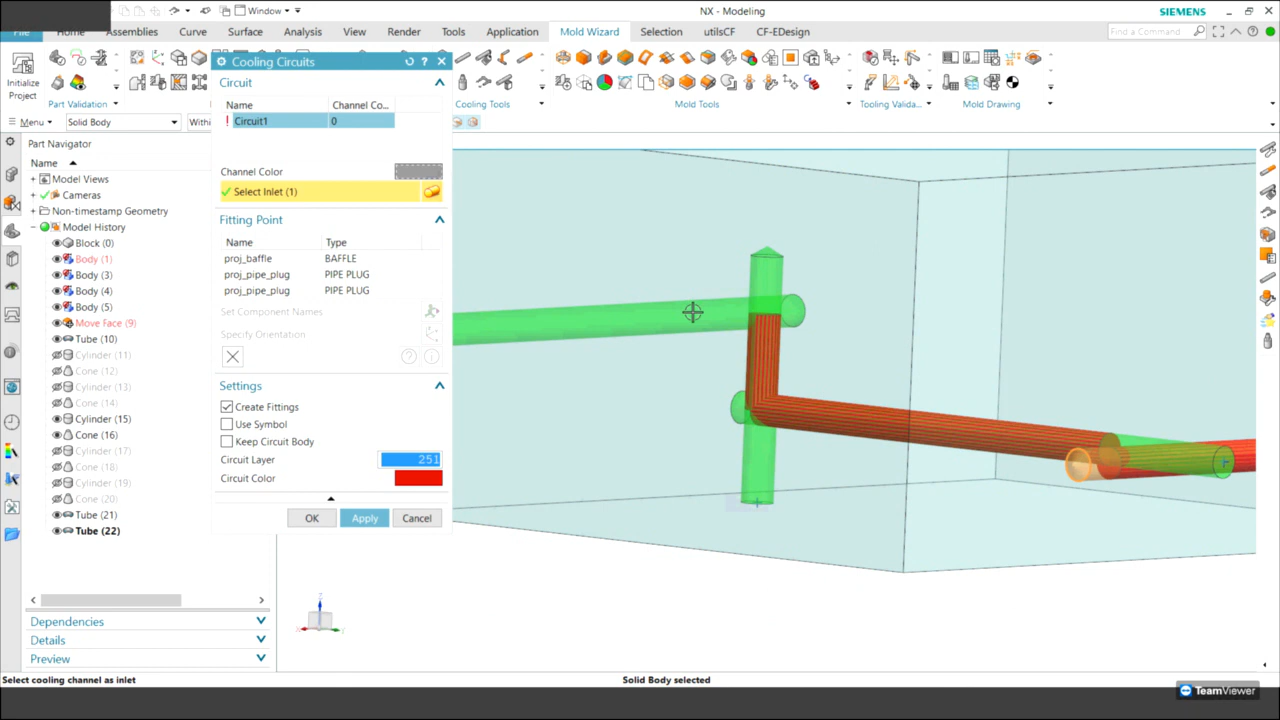 Window
NX - Modeling
SIEMENS
File
Home
Assemblies
Curve
Surface
Analysis
View
Render
Tools
Application
Mold Wizard
Selection
utilsCF
CF-EDesign
Find a Command
Initialize
Project
Part Validation
Cooling Tools
Mold Tools
Tooling Valida...
Mold Drawing
Menu
Solid Body
Withi
Part Navigator
Name
Model Views
Cameras
Non-timestamp Geometry
Model History
Block (0)
Body (1)
Body (3)
Body (4)
Body (5)
Move Face (9)
Tube (10)
Cylinder (11)
Cone (12)
Cylinder (13)
Cone (14)
Cylinder (15)
Cone (16)
Cylinder (17)
Cone (18)
Cylinder (19)
Cone (20)
Tube (21)
Tube (22)
Dependencies
Details
Preview
Cooling Circuits
Circuit
Name
Channel Co...
! Circuit1
0
Channel Color
Select Inlet (1)
Fitting Point
Name
Type
proj_baffle
BAFFLE
proj_pipe_plug
PIPE PLUG
proj_pipe_plug
PIPE PLUG
Set Component Names
Specify Orientation
Settings
Create Fittings
Use Symbol
Keep Circuit Body
Circuit Layer
251
Circuit Color
OK
Apply
Cancel
Select cooling channel as inlet
Solid Body selected
TeamViewer